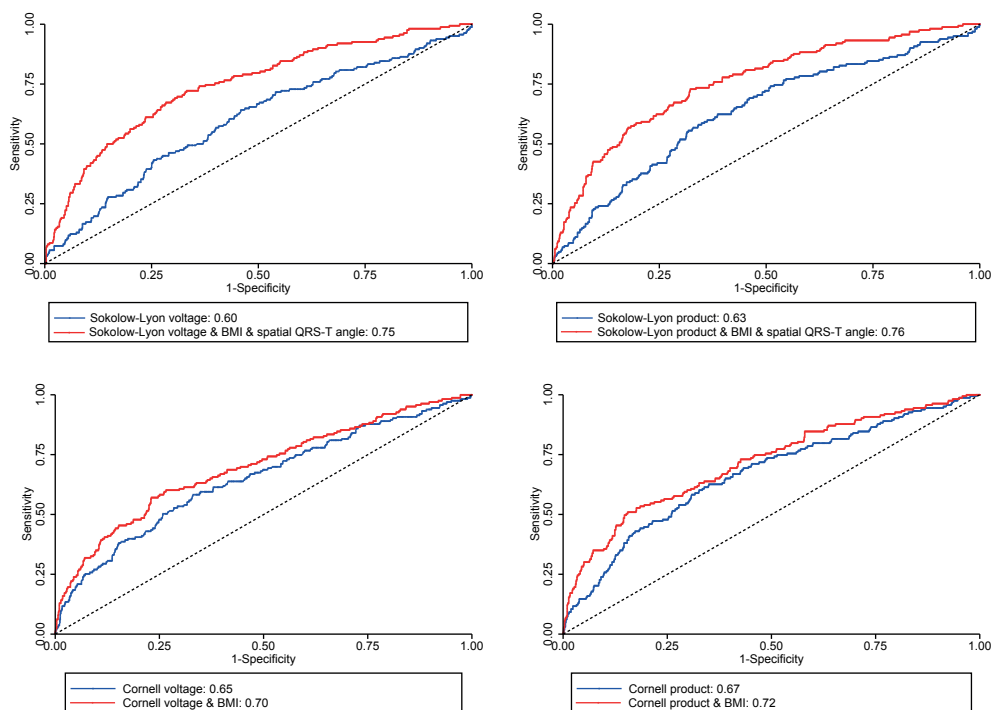 1.00
0.75
0.50
0.25
0.00
Sensitivity
0.00
0.25
0.50
0.75
1.00
1-Specificity
Sokolow-Lyon voltage: 0.60
Sokolow-Lyon voltage & BMI & spatial QRS-T angle: 0.75
1.00
0.75
0.50
0.25
0.00
Sensitivity
0.00
0.25
0.50
0.75
1.00
1-Specificity
Sokolow-Lyon product: 0.63
Sokolow-Lyon product & BMI & spatial QRS-T angle: 0.76
1.00
0.75
0.50
0.25
0.00
Sensitivity
0.00
0.25
0.50
0.75
1.00
1-Specificity
Cornell voltage: 0.65
Cornell voltage & BMI: 0.70
1.00
0.75
0.50
0.25
0.00
Sensitivity
0.00
0.25
0.50
0.75
1.00
1-Specificity
Cornell product: 0.67
Cornell product & BMI: 0.72